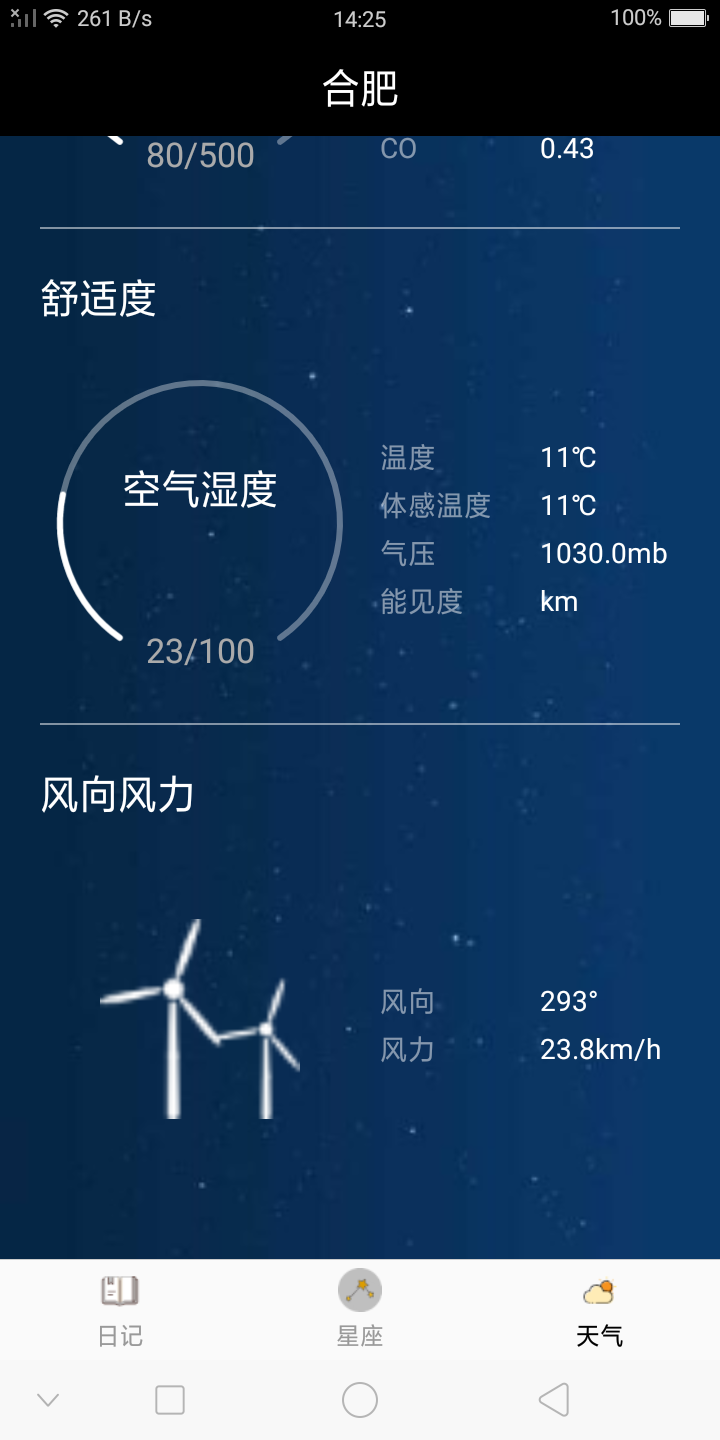 261 B/s 14:25 100%
合肥
80/500 CO 0.43
舒适度
空气湿度
23/100
温度 11℃
体感温度 11℃
气压 1030.0mb
能见度 km
风向风力
风向 293°
风力 23.8km/h
日记 星座 天气